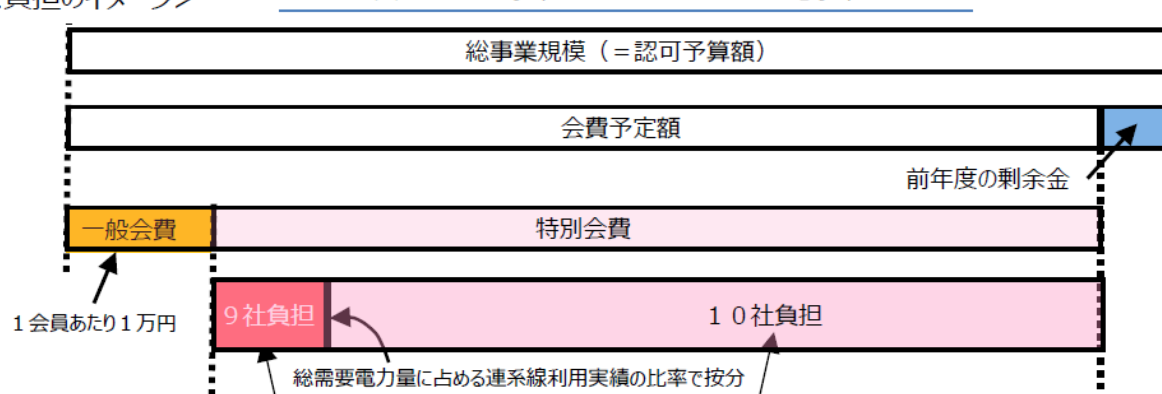 総事業規模（＝認可予算額）
会費予定額
前年度の剰余金
一般会費
特別会費
１会員あたり１万円
９社負担
１０社負担
総需要電力量に占める連系線利用実績の比率で按分